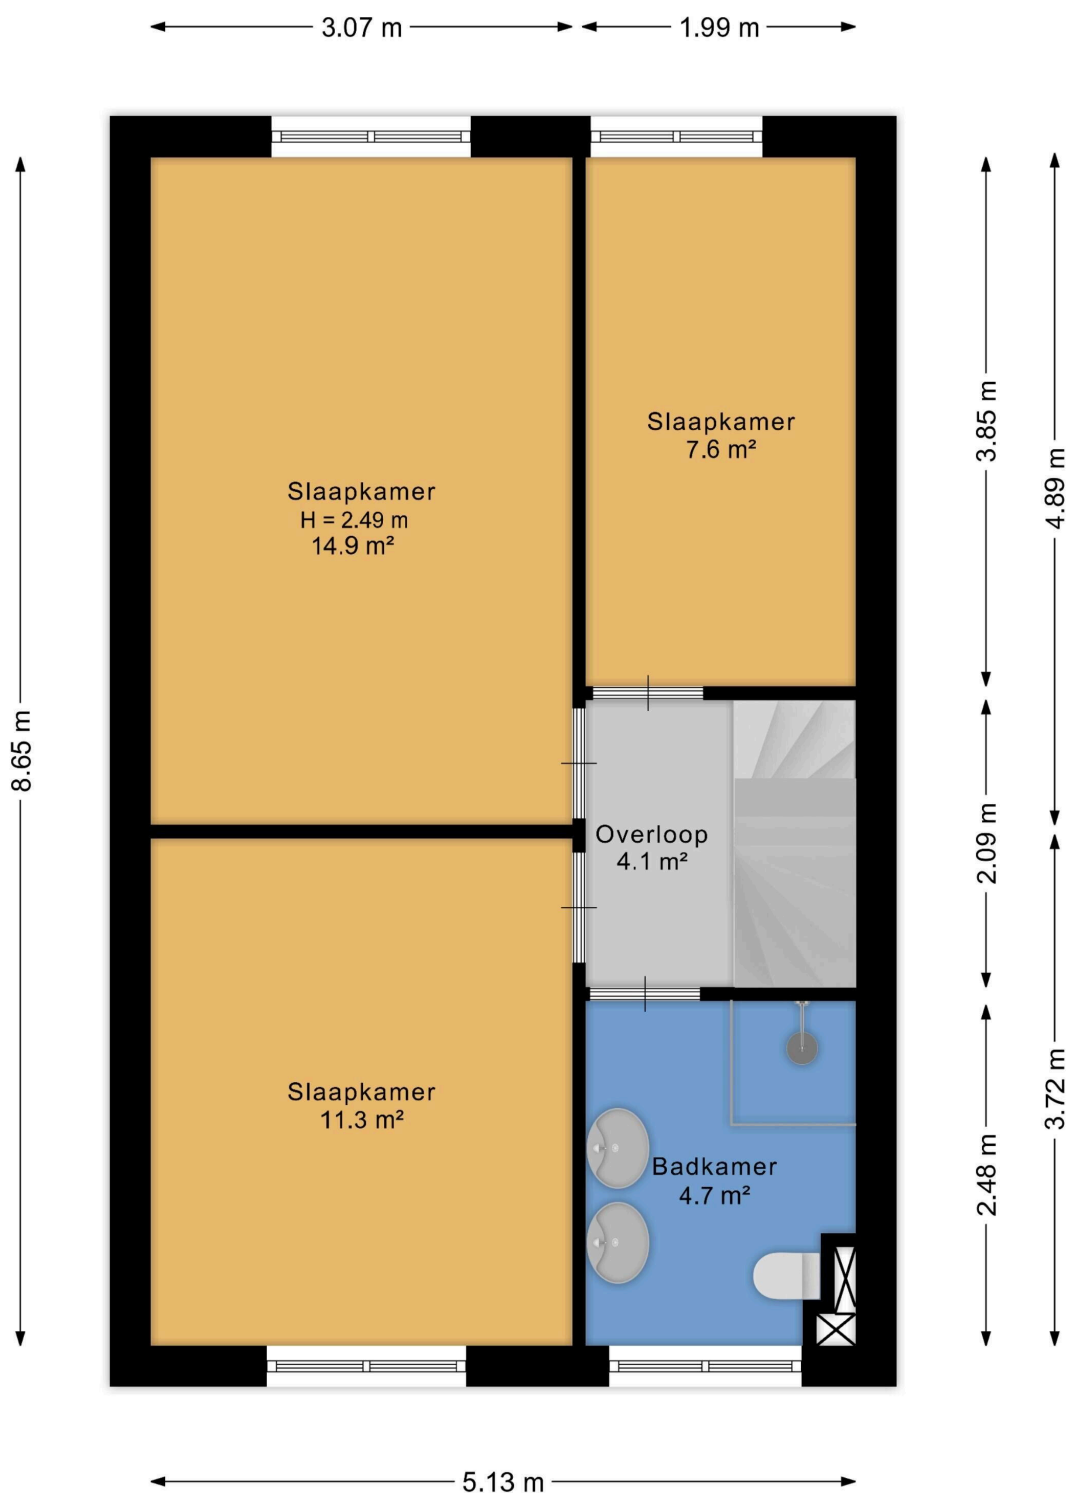 3.07 m
1.99 m
Slaapkamer
7.6 m²
3.85 m
4.89 m
Slaapkamer
H = 2.49 m
14.9 m²
8.65 m
Overloop
4.1 m²
2.09 m
Slaapkamer
11.3 m²
Badkamer
4.7 m²
2.48 m
3.72 m
5.13 m